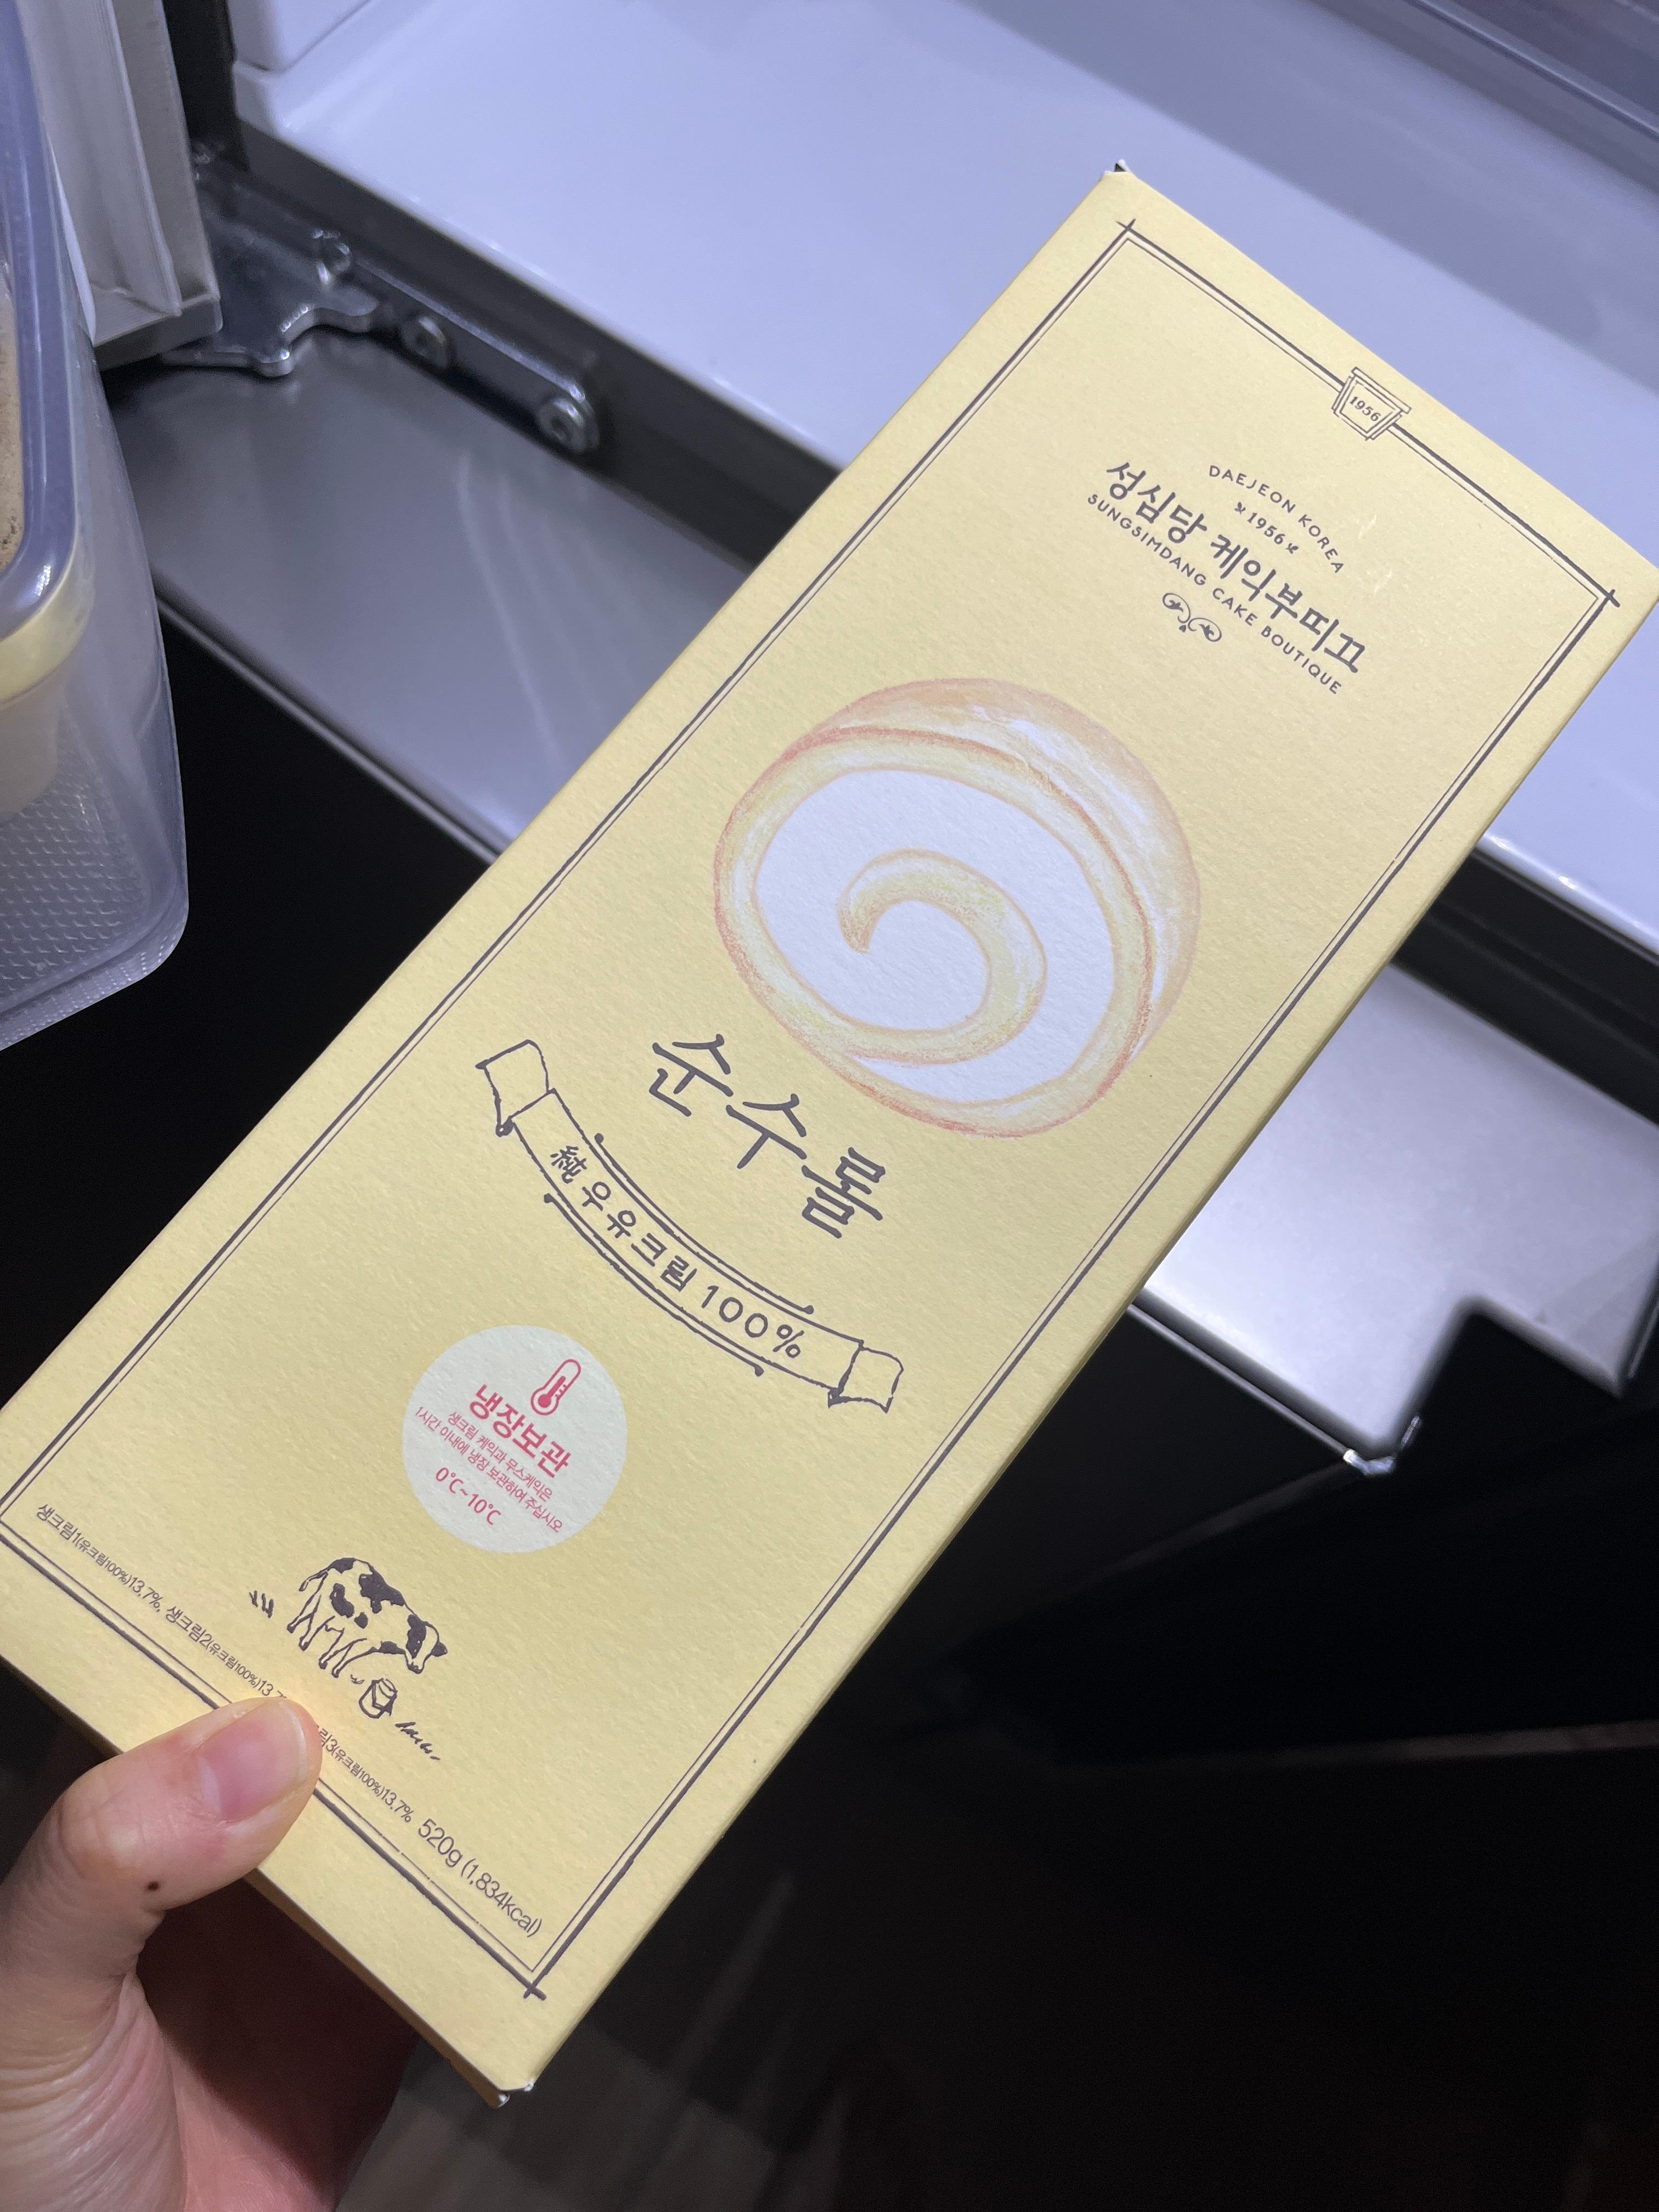 1956
DAEJEON KOREA
1956
성심당 케익부띠끄
SUNGSIMDANG CAKE BOUTIQUE
순수롤
純우유크림 100%
냉장보관
생크림 케익과 무스케익은
1시간 이내에 냉장 보관하여 주십시오
0℃~10℃
생크림1(유크림100%)13.7%, 생크림2(유크림100%)13.7 림3(유크림100%)13.7% 520g (1,834kcal)